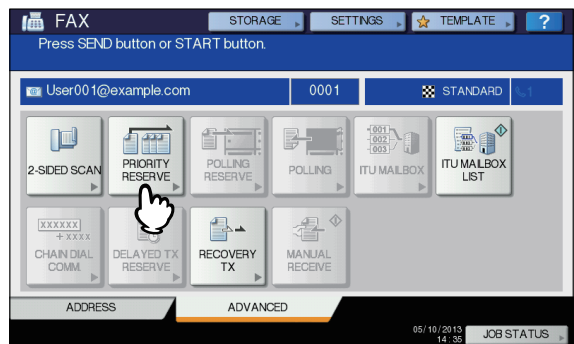 FAX
STORAGE
SETTINGS
TEMPLATE
?
Press SEND button or START button.
User001@example.com
0001
STANDARD
1
2-SIDED SCAN
PRIORITY
RESERVE
POLLING
RESERVE
POLLING
001
002
003
ITU MAILBOX
ITU MAILBOX
LIST
XXXXXX
+ XXXX
CHAIN DIAL
COMM.
DELAYED TX
RESERVE
RECOVERY
TX
MANUAL
RECEIVE
ADDRESS
ADVANCED
05/10/2013
14:35
JOB STATUS